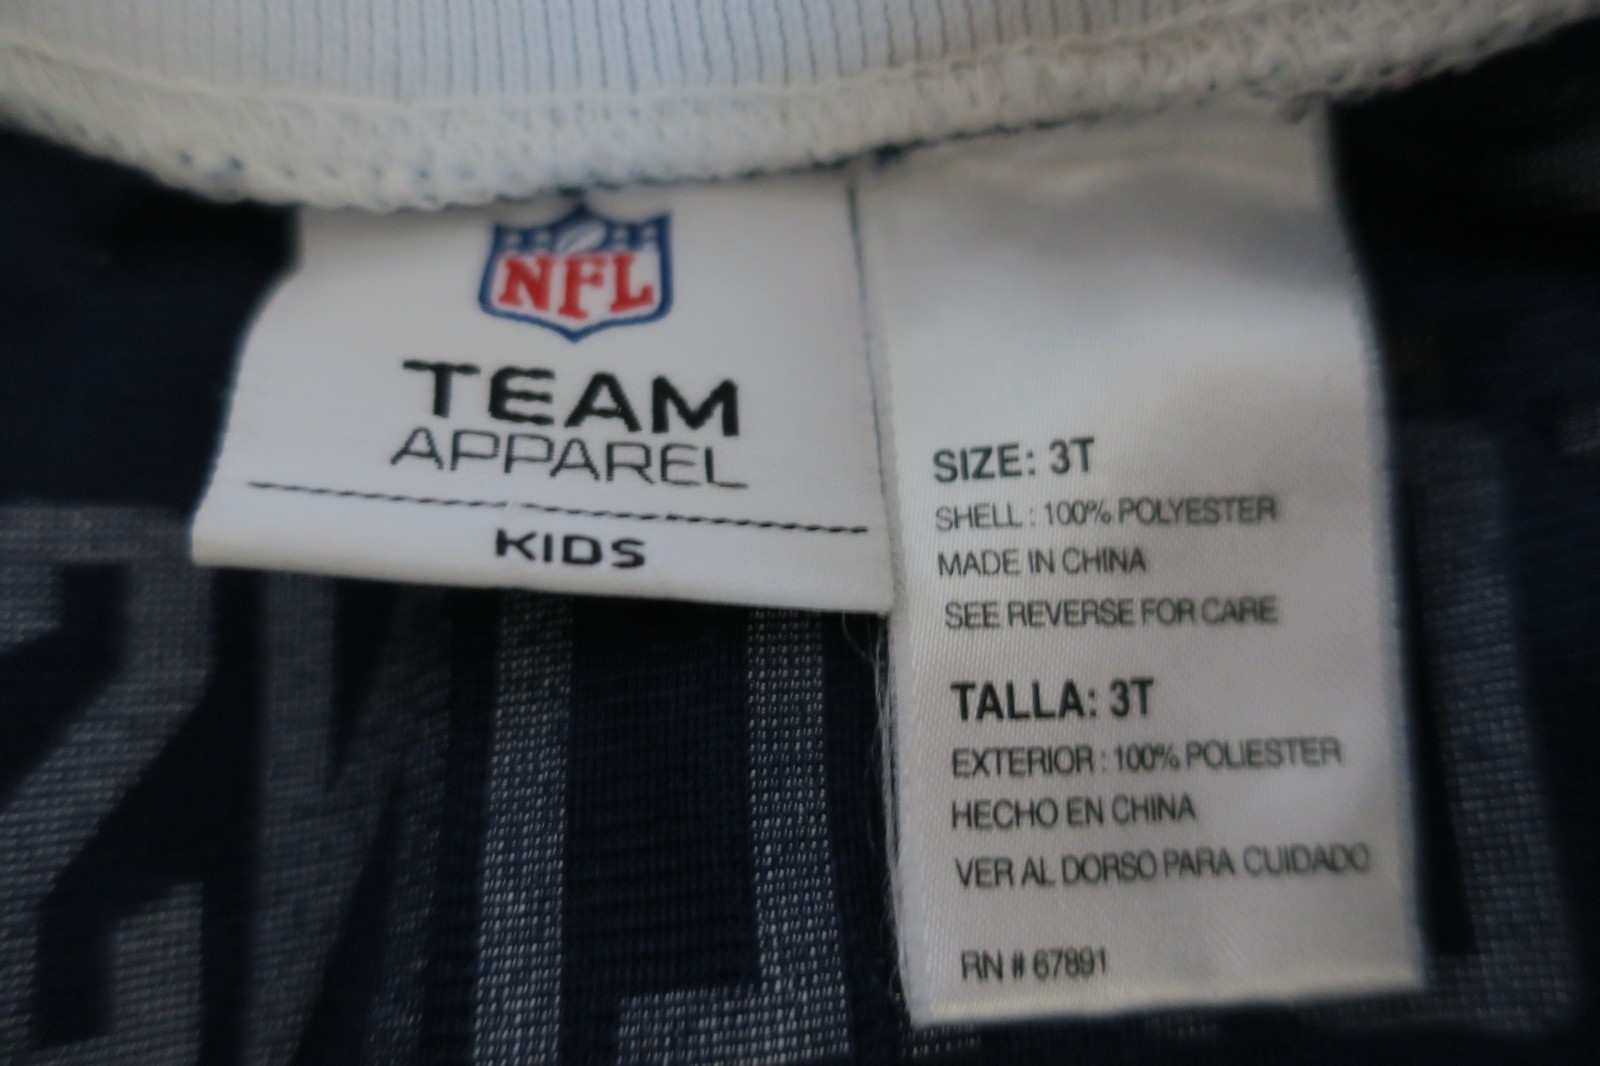 NFL
TEAM
APPAREL
KIDS
SIZE: 3T
SHELL : 100% POLYESTER
MADE IN CHINA
SEE REVERSE FOR CARE
TALLA: 3T
EXTERIOR : 100% POLIESTER
HECHO EN CHINA
VER AL DORSO PARA CUIDADO
RN # 67891